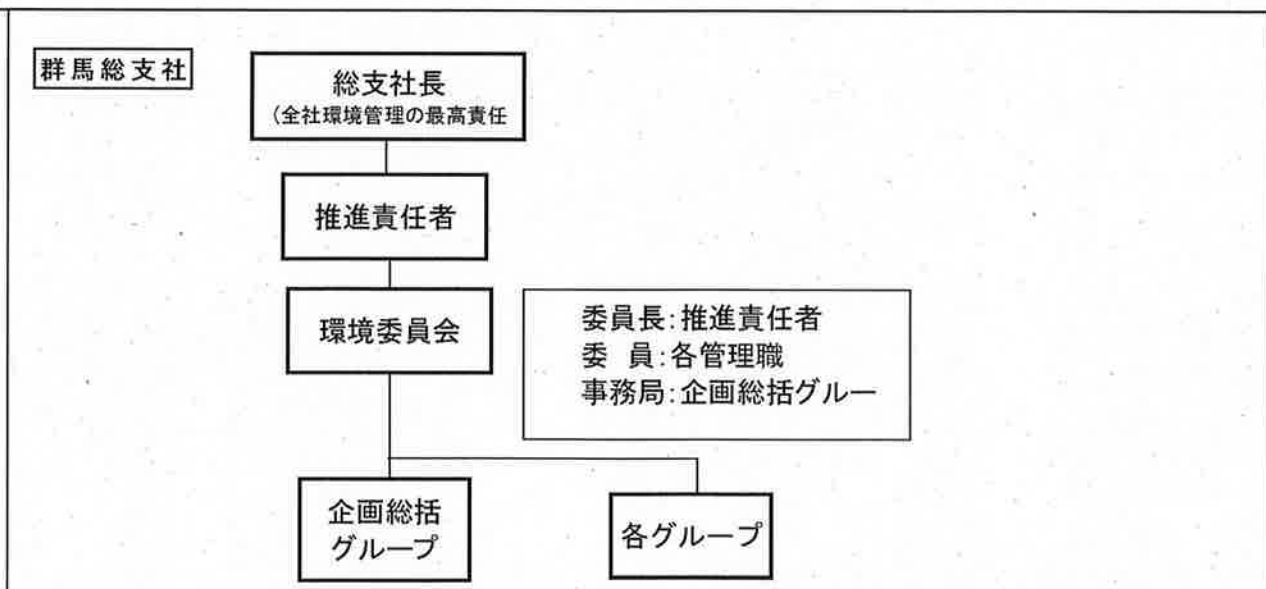 群馬総支社
総支社長
(全社環境管理の最高責任
推進責任者
環境委員会
委員長:推進責任者
委　員:各管理職
事務局:企画総括グルー
企画総括
グループ
各グループ